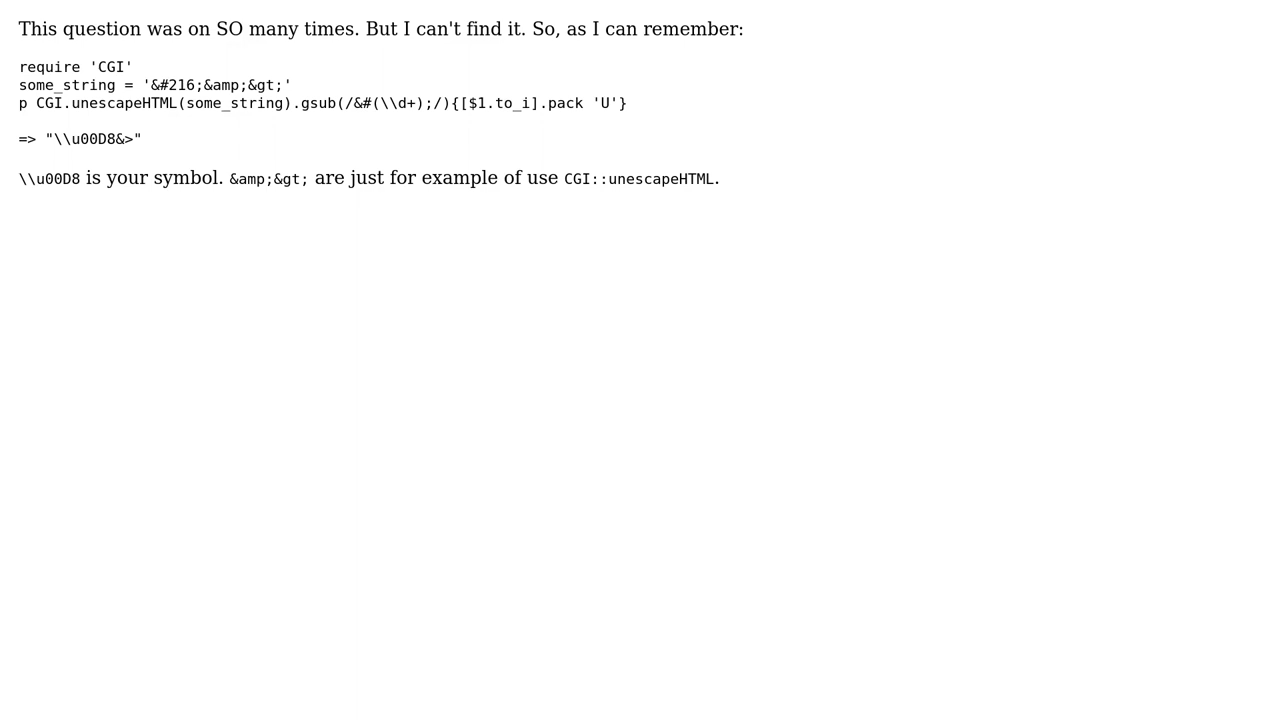 This question was on SO many times. But I can't find it. So, as I can remember:
require 'CGI'
some_string = '&#216;&amp;&gt;'
p CGI.unescapeHTML(some_string).gsub(/&#(\\d+);/){[$1.to_i].pack 'U'}
=> "\\u00D8&>"
\\u00D8 is your symbol. &amp;&gt; are just for example of use CGI::unescapeHTML.